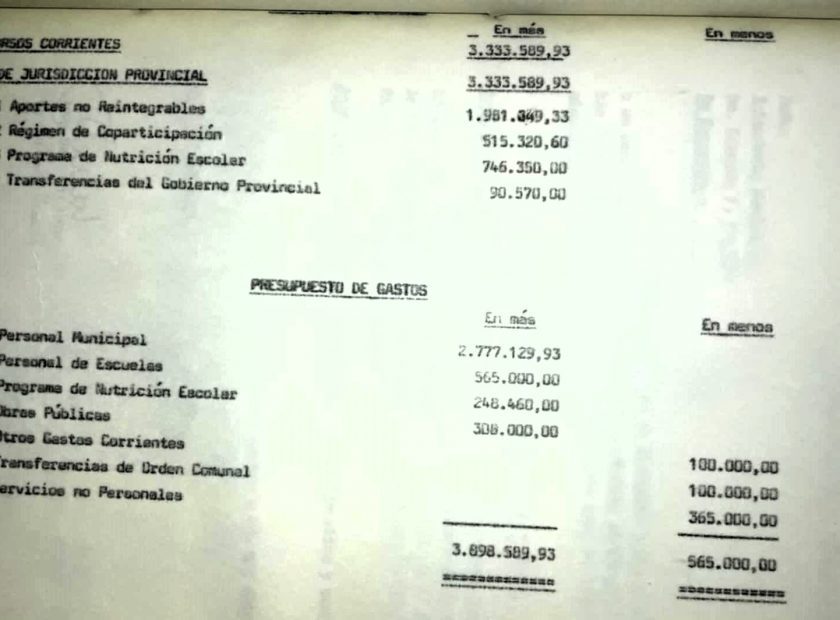 En más En menos
RSOS CORRIENTES 3.333.589,93
DE JURISDICCION PROVINCIAL 3.333.589,93
Aportes no Reintegrables 1.981.349,33
Régimen de Coparticipación 515.320,60
Programa de Nutrición Escolar 746.350,00
Transferencias del Gobierno Provincial 90.570,00
PRESUPUESTO DE GASTOS
En más En menos
Personal Municipal 2.777.129,93
Personal de Escuelas 565.000,00
Programa de Nutrición Escolar 248.460,00
Obras Públicas 308.000,00
tros Gastos Corrientes 100.000,00
ransferencias de Orden Comunal 100.000,00
ervicios no Personales 365.000,00
3.898.589,93 565.000,00